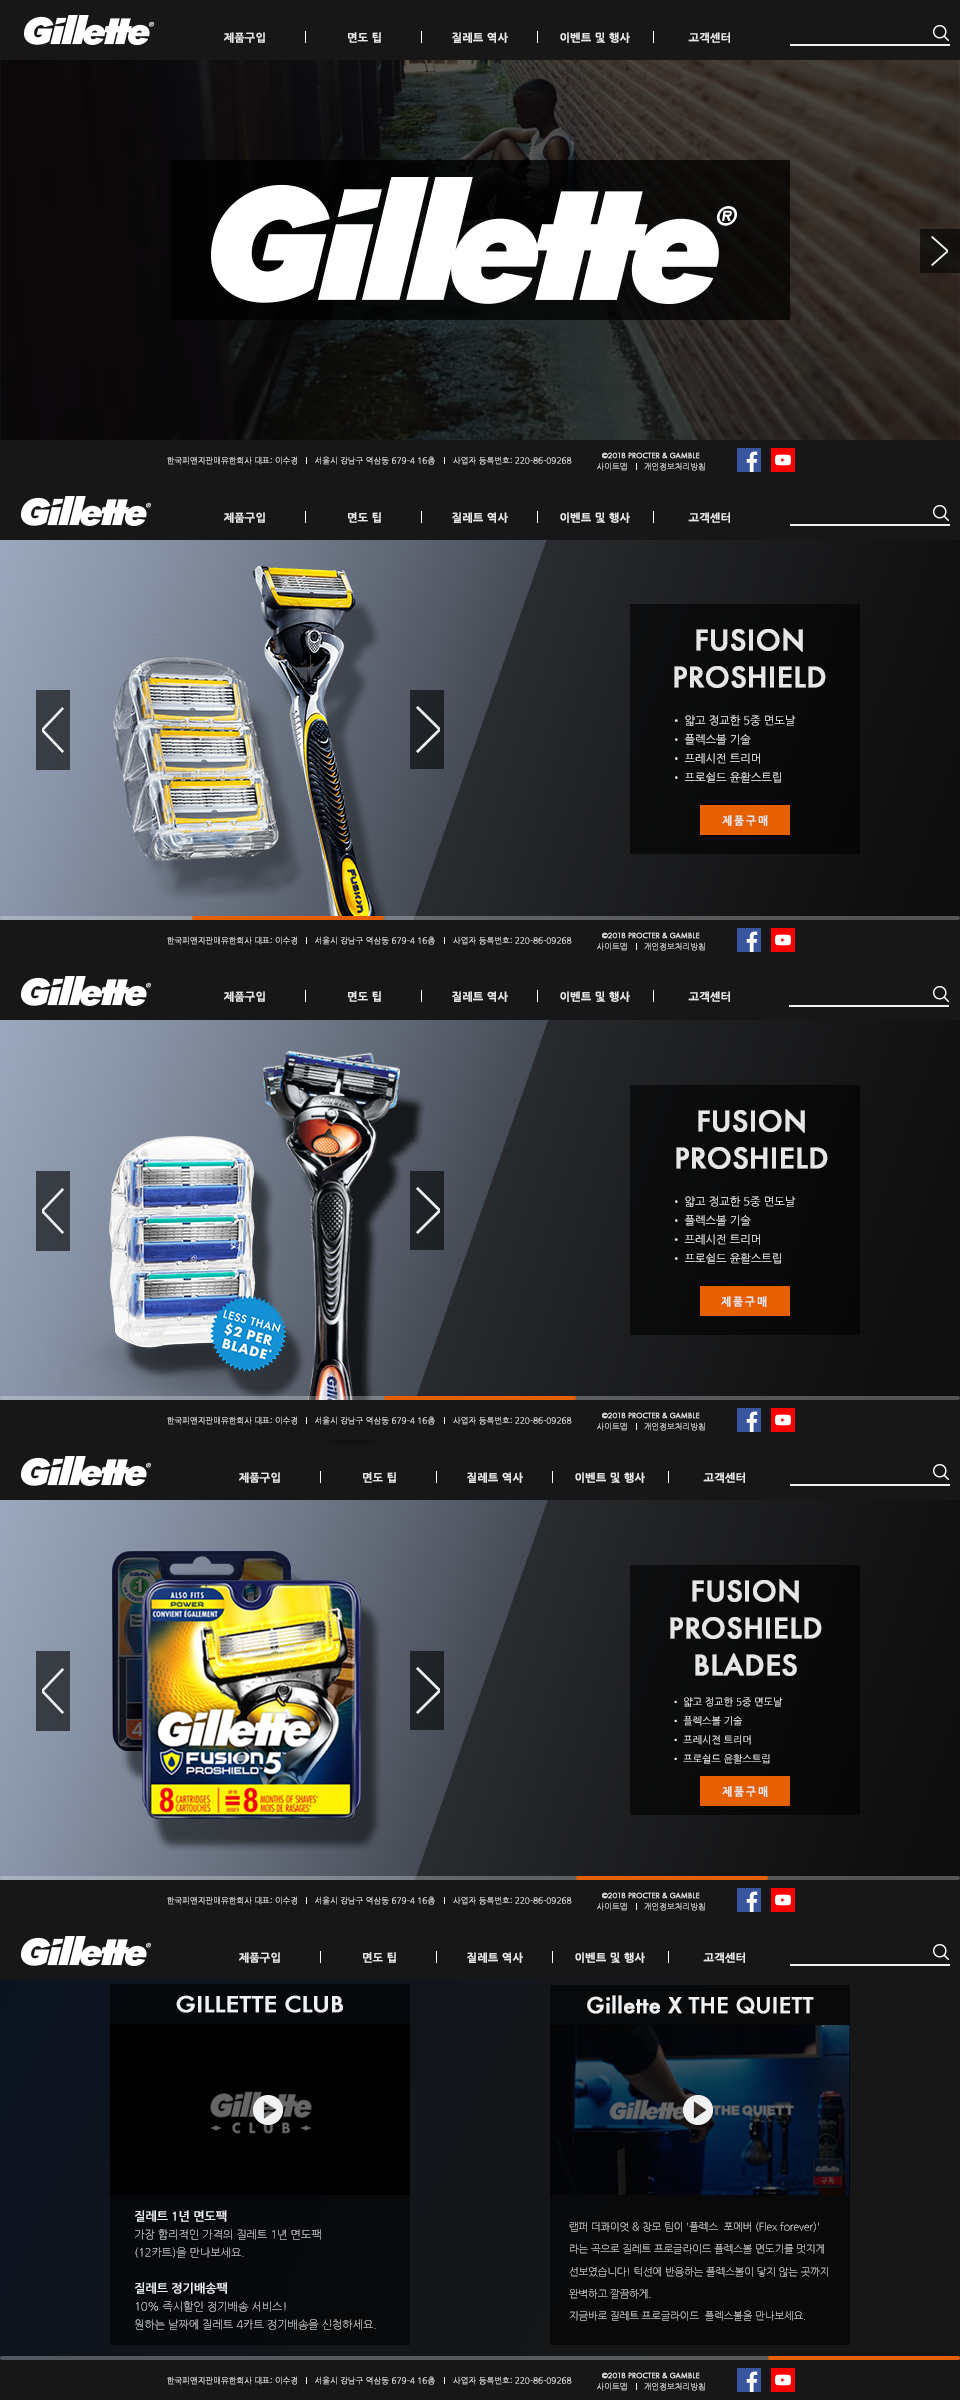 Gillette®
제품구입 면도 팁 질레트 역사 이벤트 및 행사 고객센터
Gillette®
한국피앤지판매유한회사 대표: 이수경 서울시 강남구 역삼동 679-4 16층 사업자 등록번호: 220-86-09268
©2018 PROCTER & GAMBLE
사이트맵 개인정보처리방침
Gillette®
제품구입 면도 팁 질레트 역사 이벤트 및 행사 고객센터
FUSION
PROSHIELD
• 얇고 정교한 5중 면도날
• 플렉스볼 기술
• 프레시전 트리머
• 프로쉴드 윤활스트립
제품구매
FUSION
한국피앤지판매유한회사 대표: 이수경 서울시 강남구 역삼동 679-4 16층 사업자 등록번호: 220-86-09268
©2018 PROCTER & GAMBLE
사이트맵 개인정보처리방침
Gillette®
제품구입 면도 팁 질레트 역사 이벤트 및 행사 고객센터
FUSION
PROSHIELD
• 얇고 정교한 5중 면도날
• 플렉스볼 기술
• 프레시전 트리머
• 프로쉴드 윤활스트립
제품구매
LESS THAN
$2 PER
BLADE*
한국피앤지판매유한회사 대표: 이수경 서울시 강남구 역삼동 679-4 16층 사업자 등록번호: 220-86-09268
©2018 PROCTER & GAMBLE
사이트맵 개인정보처리방침
Gillette®
제품구입 면도 팁 질레트 역사 이벤트 및 행사 고객센터
ALSO FITS
POWER
CONVIENT ÉGALEMENT
Gillette
FUSION5™
PROSHIELD™
8 CARTRIDGES
CARTOUCHES
UP TO
= 8 MONTHS OF SHAVES*
MOIS DE RASAGES*
FUSION
PROSHIELD
BLADES
• 얇고 정교한 5중 면도날
• 플렉스볼 기술
• 프레시전 트리머
• 프로쉴드 윤활스트립
제품구매
한국피앤지판매유한회사 대표: 이수경 서울시 강남구 역삼동 679-4 16층 사업자 등록번호: 220-86-09268
©2018 PROCTER & GAMBLE
사이트맵 개인정보처리방침
Gillette®
제품구입 면도 팁 질레트 역사 이벤트 및 행사 고객센터
GILLETTE CLUB
Gillette
CLUB
질레트 1년 면도팩
가장 합리적인 가격의 질레트 1년 면도팩
(12카트)을 만나보세요.
질레트 정기배송팩
10% 즉시할인 정기배송 서비스!
원하는 날짜에 질레트 4카트 정기배송을 신청하세요.
Gillette X THE QUIETT
Gillette THE QUIETT
구독
랩퍼 더콰이엇 & 창모 팀이 '플렉스 포에버 (Flex forever)'
라는 곡으로 질레트 프로글라이드 플렉스볼 면도기를 멋지게
선보였습니다! 턱선에 반응하는 플렉스볼이 닿지 않는 곳까지
완벽하고 깔끔하게.
지금바로 질레트 프로글라이드 플렉스볼을 만나보세요.
한국피앤지판매유한회사 대표: 이수경 서울시 강남구 역삼동 679-4 16층 사업자 등록번호: 220-86-09268
©2018 PROCTER & GAMBLE
사이트맵 개인정보처리방침